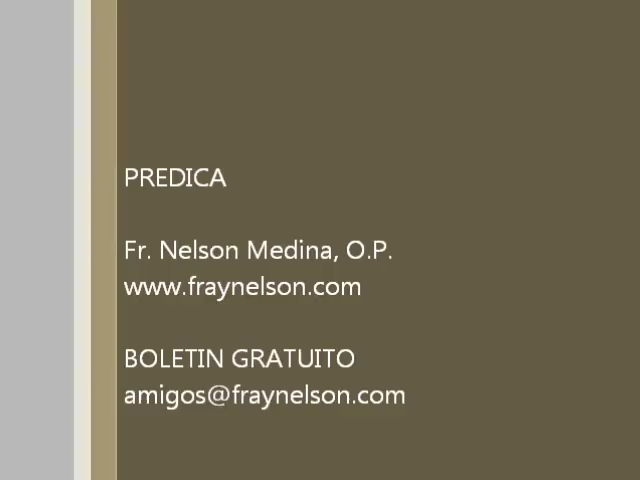 PREDICA
Fr. Nelson Medina, O.P.
www.fraynelson.com
BOLETIN GRATUITO
amigos@fraynelson.com